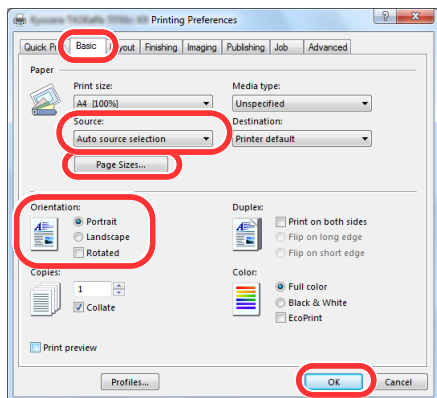 Printing Preferences
Quick Basic Layout Finishing Imaging Publishing Job Advanced
Paper
Print size: Media type:
A4 [100%] Unspecified
Source: Destination:
Auto source selection Printer default
Page Sizes...
Orientation: Duplex:
Portrait Print on both sides
Landscape Flip on long edge
Rotated Flip on short edge
Copies: Color:
1 Full color
Collate Black & White
EcoPrint
Print preview
Profiles... OK Cancel